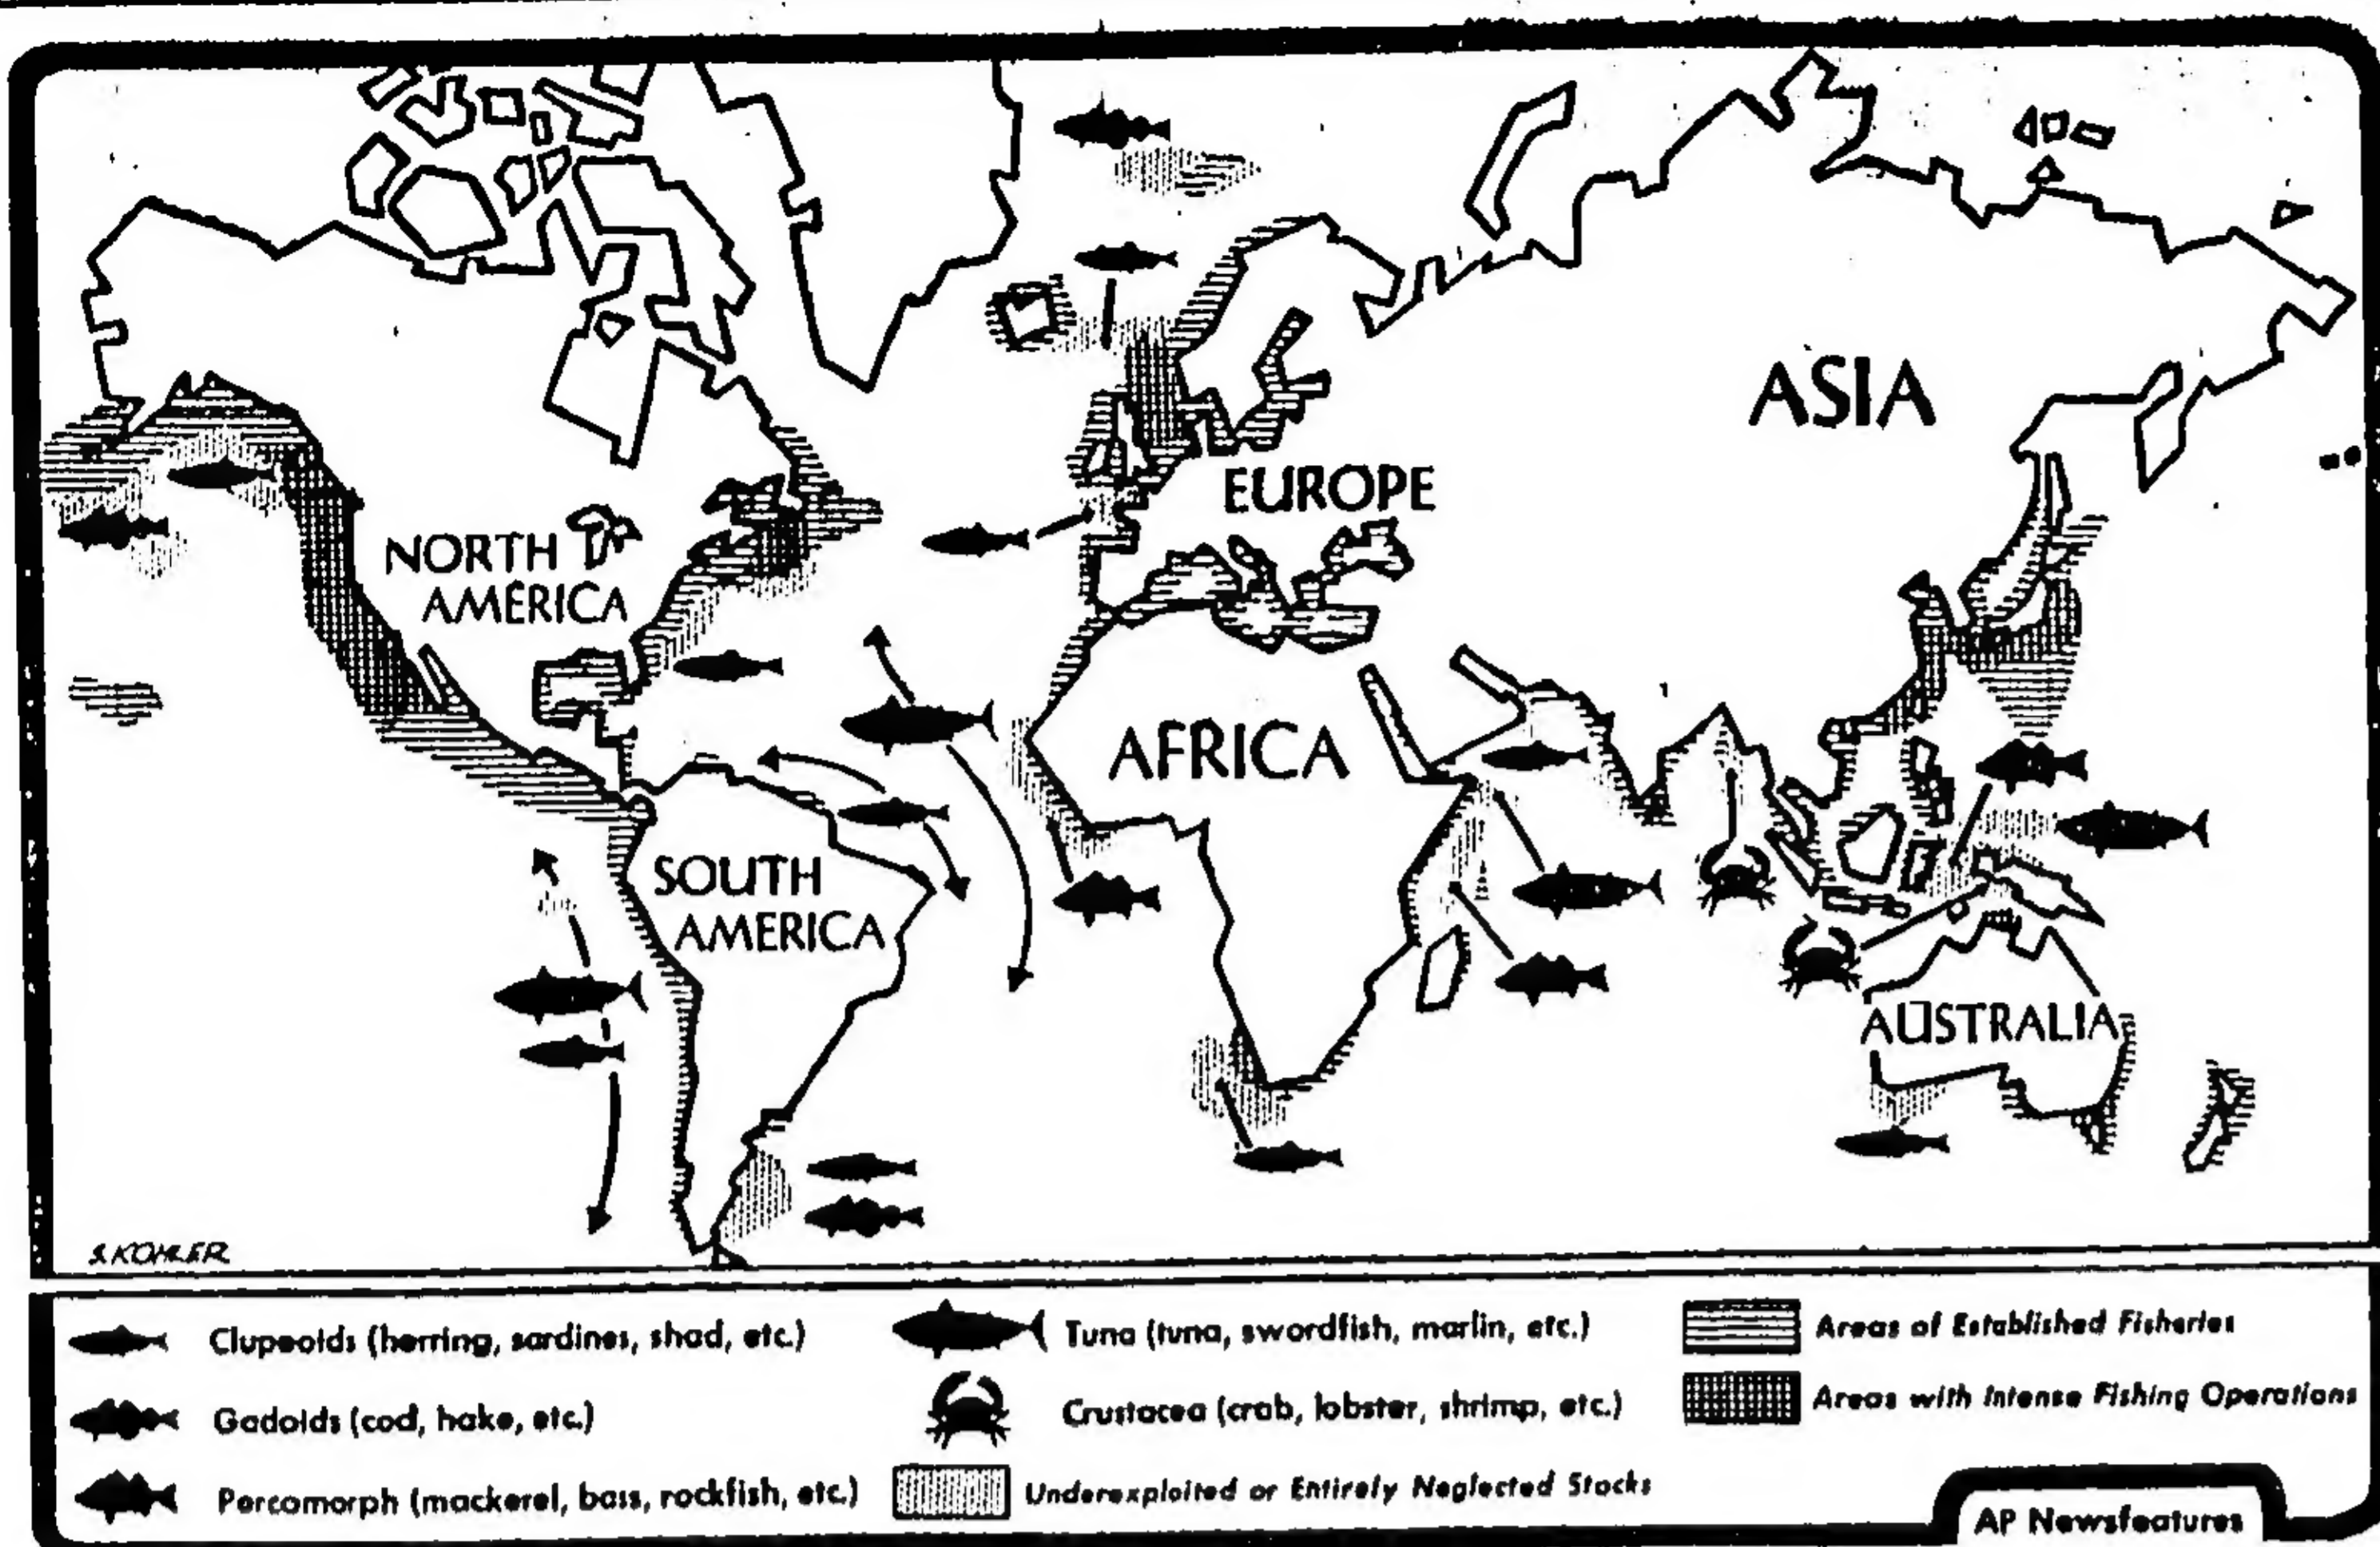 ASIA
EUROPE
NORTH
AMERICA
AFRICA
SOUTH
AMERICA
AUSTRALIA
S.KOHLER
Clupeoids (herring, sardines, shad, etc.)
Gadoids (cod, hake, etc.)
Percomorph (mackerel, bass, rockfish, etc.)
Tuna (tuna, swordfish, marlin, etc.)
Crustacea (crab, lobster, shrimp, etc.)
Underexploited or Entirely Neglected Stocks
Areas of Established Fisheries
Areas with Intense Fishing Operations
AP Newsfeatures